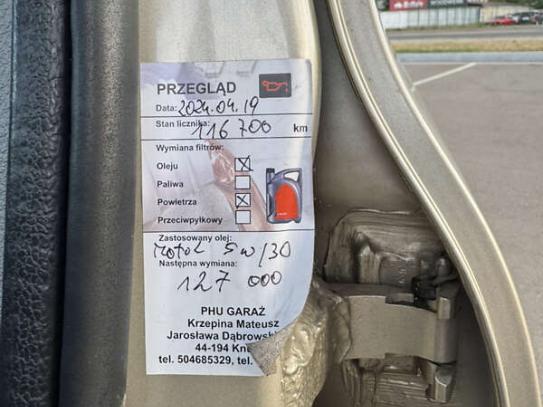 PRZEGLĄD
Data: 2024.04.19
Stan licznika: 116 700 km
Wymiana filtrów:
Oleju
Paliwa
Powietrza
Przeciwpyłkowy
Zastosowany olej:
Motul 5w/30
Następna wymiana:
127 000
PHU GARAŻ
Krzepina Mateusz
Jarosława Dąbrowski
44-194 Kn
tel. 504685329, tel.